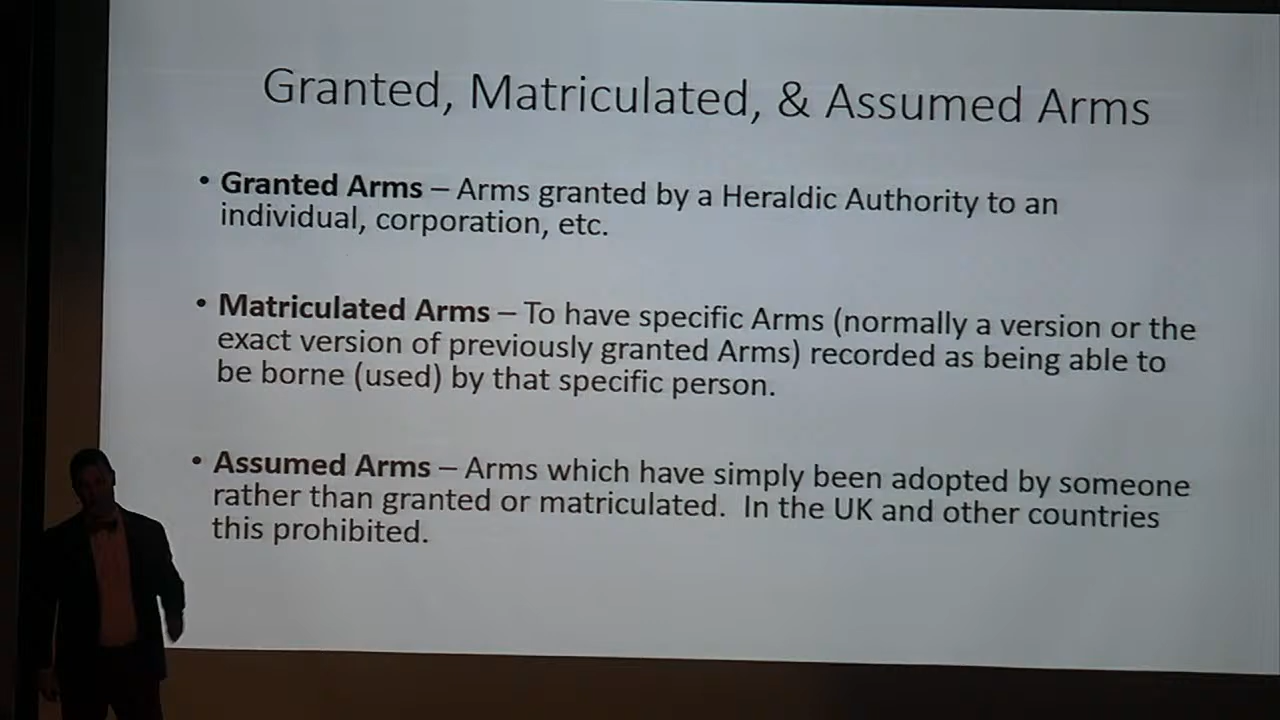 Granted, Matriculated, & Assumed Arms
• Granted Arms – Arms granted by a Heraldic Authority to an
individual, corporation, etc.
• Matriculated Arms – To have specific Arms (normally a version or the
exact version of previously granted Arms) recorded as being able to
be borne (used) by that specific person.
• Assumed Arms – Arms which have simply been adopted by someone
rather than granted or matriculated.  In the UK and other countries
this prohibited.